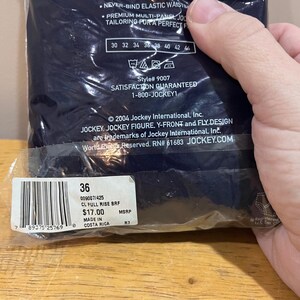 • NEVER-BIND ELASTIC WAIST
• PREMIUM MULTI-PANEL JOCKEY
TAILORING FOR A PERFECT
30 32 34 36 38 40 42 44
Style# 9007
SATISFACTION GUARANTEED
1-800-JOCKEY1
© 2004 Jockey International, Inc.
JOCKEY, JOCKEY FIGURE, Y-FRONT and FLY DESIGN
are trademarks of Jockey International, Inc.
Worldwide. Reserved. RN# 61683 JOCKEY.COM
36
CL FULL RISE BRF
$17.00 MSRP
MADE IN
COSTA RICA